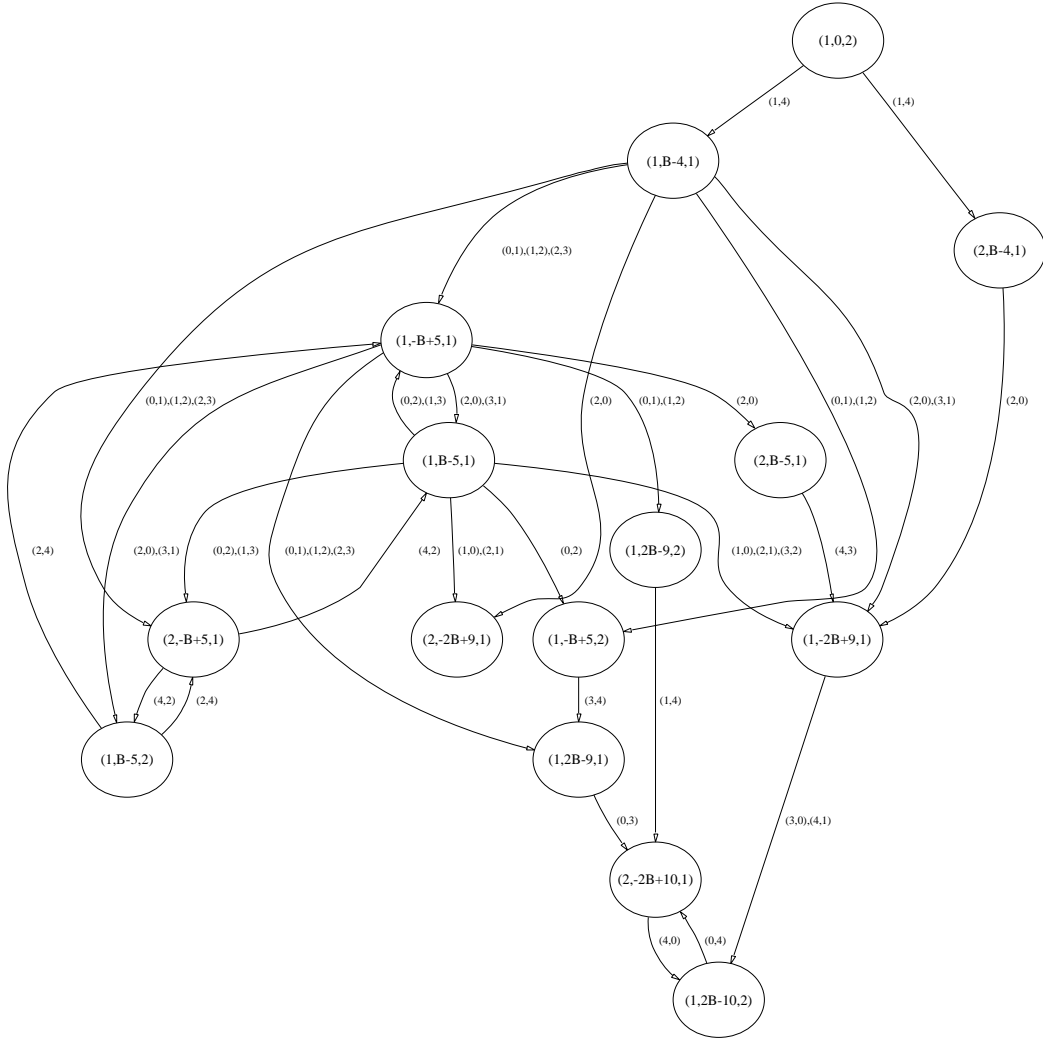 (1,0,2)
(1,4)
(1,4)
(1,B-4,1)
(2,B-4,1)
(0,1),(1,2),(2,3)
(1,-B+5,1)
(0,1),(1,2),(2,3)
(0,2),(1,3)
(2,0),(3,1)
(2,0)
(0,1),(1,2)
(2,0)
(0,1),(1,2)
(2,0),(3,1)
(2,0)
(1,B-5,1)
(2,B-5,1)
(2,4)
(2,0),(3,1)
(0,2),(1,3)
(0,1),(1,2),(2,3)
(4,2)
(1,0),(2,1)
(0,2)
(1,2B-9,2)
(1,0),(2,1),(3,2)
(4,3)
(2,-B+5,1)
(2,-2B+9,1)
(1,-B+5,2)
(1,-2B+9,1)
(4,2)
(2,4)
(3,4)
(1,4)
(1,B-5,2)
(1,2B-9,1)
(0,3)
(3,0),(4,1)
(2,-2B+10,1)
(4,0)
(0,4)
(1,2B-10,2)